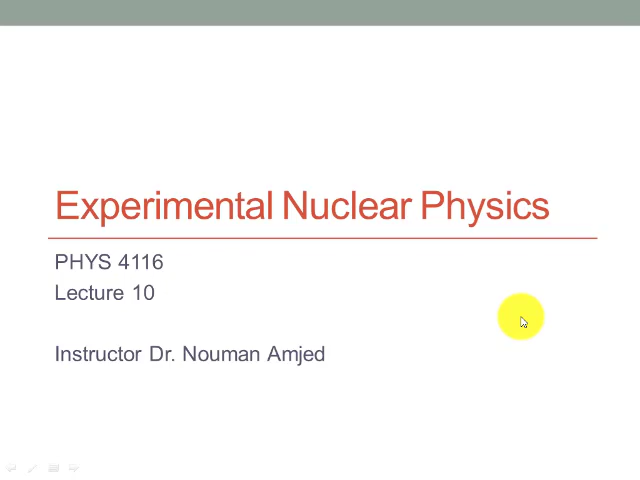 Experimental Nuclear Physics
PHYS 4116
Lecture 10
Instructor Dr. Nouman Amjed